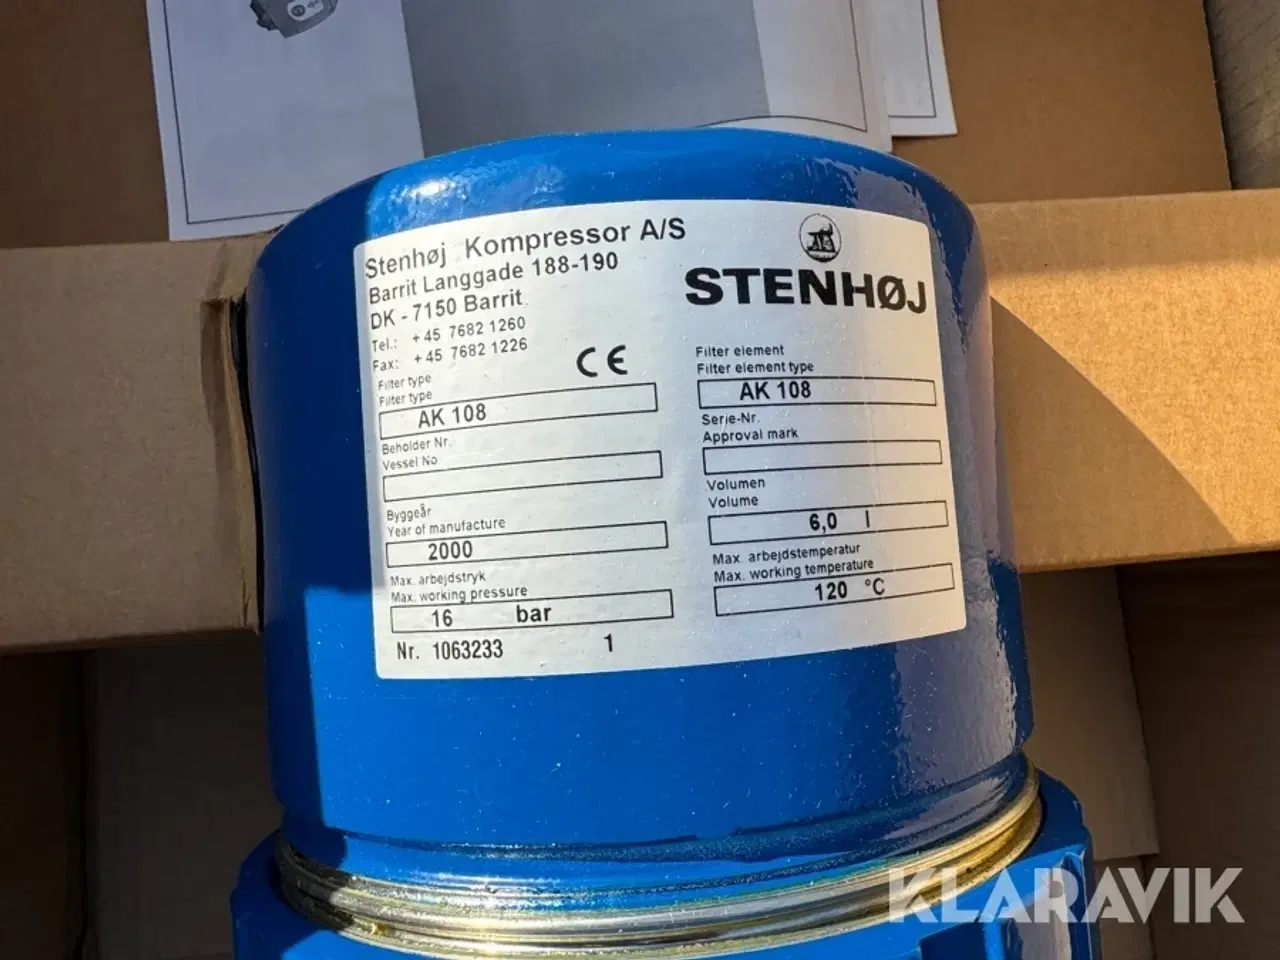 Stenhøj Kompressor A/S
Barrit Langgade 188-190
DK - 7150 Barrit
Tel.: +45 7682 1260
Fax: +45 7682 1226
CE
Filter type
Filter type
AK 108
Beholder Nr.
Vessel No
Byggeår
Year of manufacture
2000
Max. arbejdstryk
Max. working pressure
16 bar
Nr. 1063233 1
STENHØJ
Filter element
Filter element type
AK 108
Serie-Nr.
Approval mark
Volumen
Volume
6,0 l
Max. arbejdstemperatur
Max. working temperature
120 °C
KLARAVIK